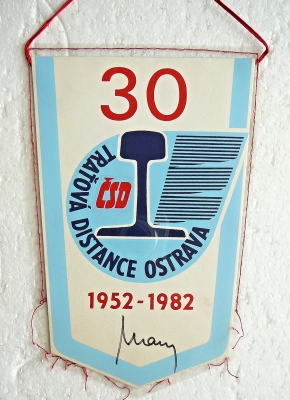 30
ČSD
TRAŤOVÁ DISTANCE OSTRAVA
1952 - 1982